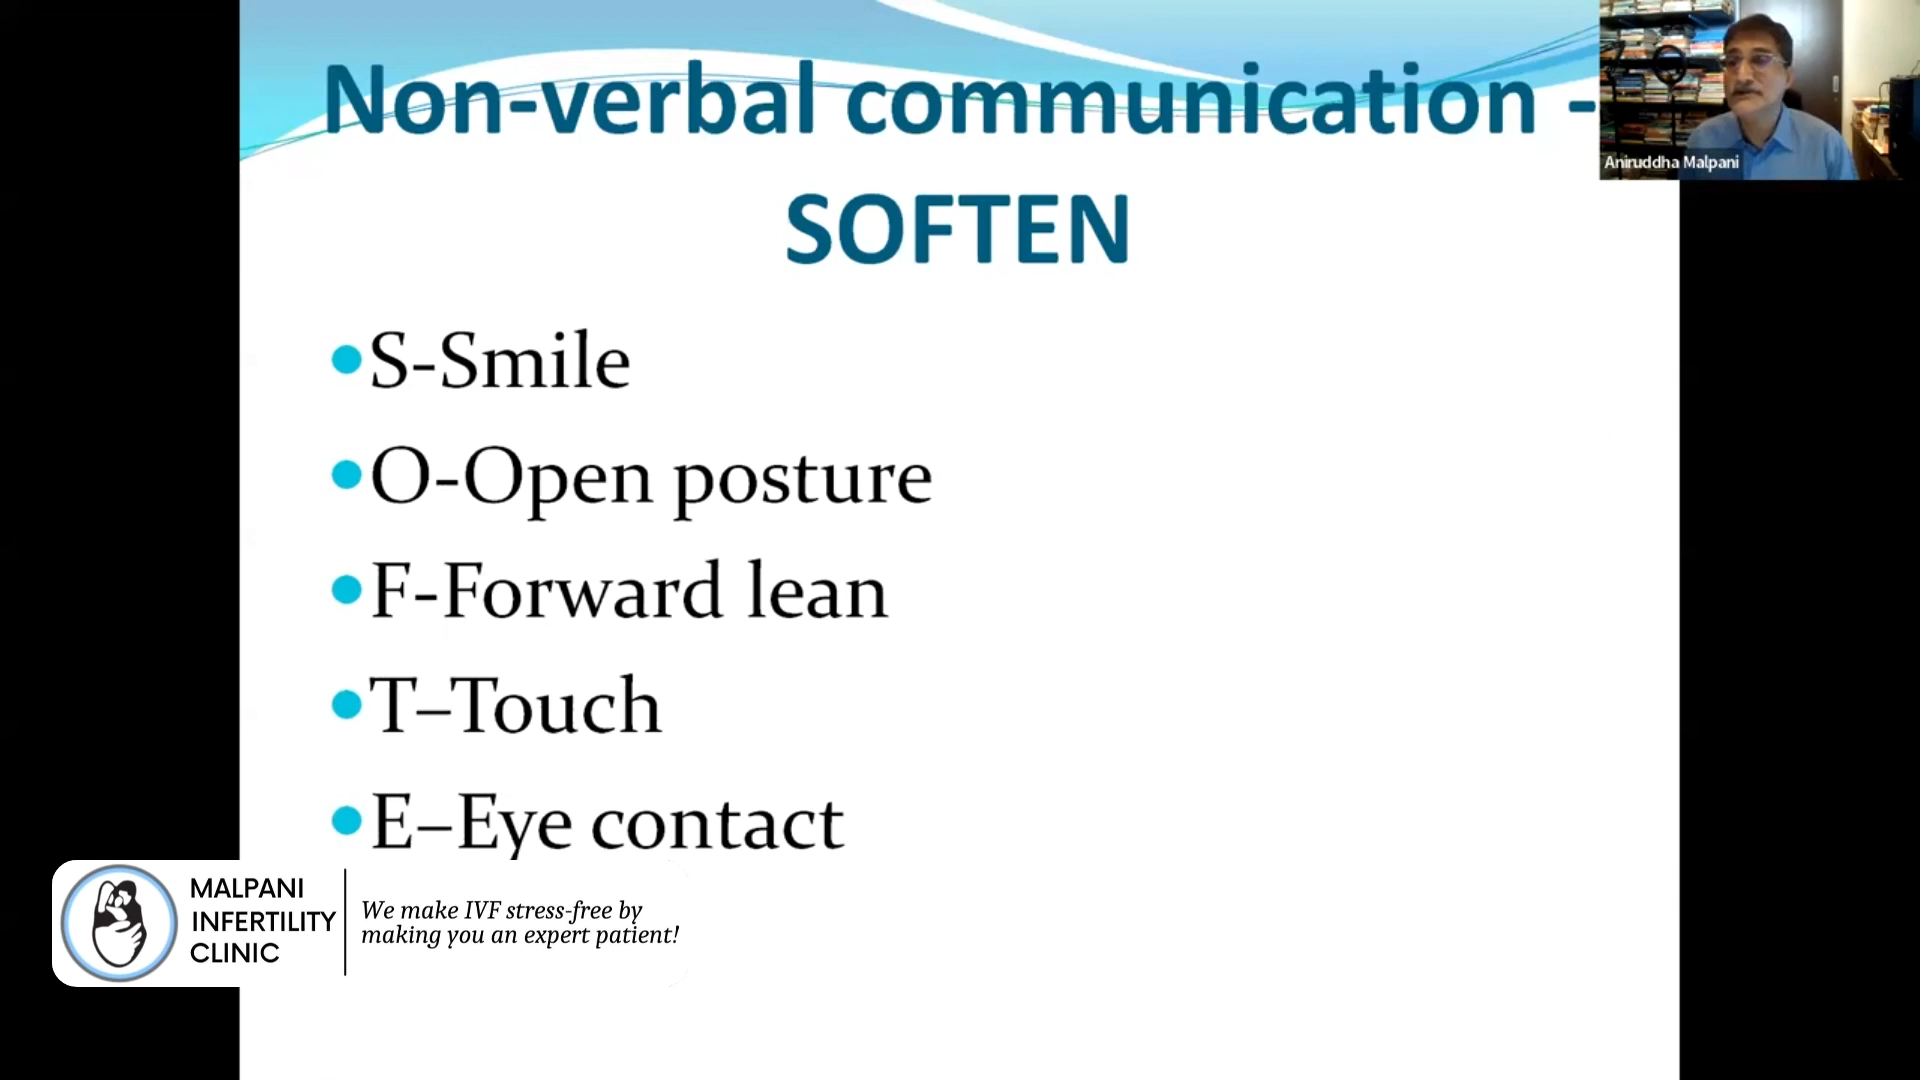 Non-verbal communication -
SOFTEN
Aniruddha Malpani
•S-Smile
•O-Open posture
•F-Forward lean
•T–Touch
•E–Eye contact
MALPANI
INFERTILITY
CLINIC
We make IVF stress-free by
making you an expert patient!